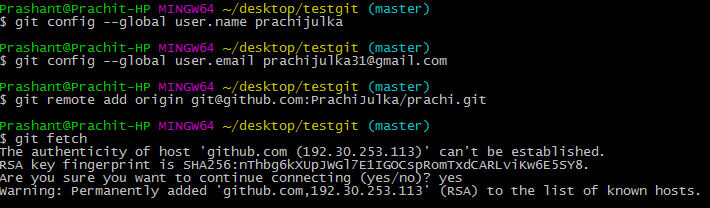 Prashant@Prachit-HP MINGW64 ~/desktop/testgit (master)
$ git config --global user.name prachijulka
Prashant@Prachit-HP MINGW64 ~/desktop/testgit (master)
$ git config --global user.email prachijulka31@gmail.com
Prashant@Prachit-HP MINGW64 ~/desktop/testgit (master)
$ git remote add origin git@github.com:PrachiJulka/prachi.git
Prashant@Prachit-HP MINGW64 ~/desktop/testgit (master)
$ git fetch
The authenticity of host 'github.com (192.30.253.113)' can't be established.
RSA key fingerprint is SHA256:nThbg6kXUpJWGl7E1IGOCspRomTxdCARLviKw6E5SY8.
Are you sure you want to continue connecting (yes/no)? yes
Warning: Permanently added 'github.com,192.30.253.113' (RSA) to the list of known hosts.